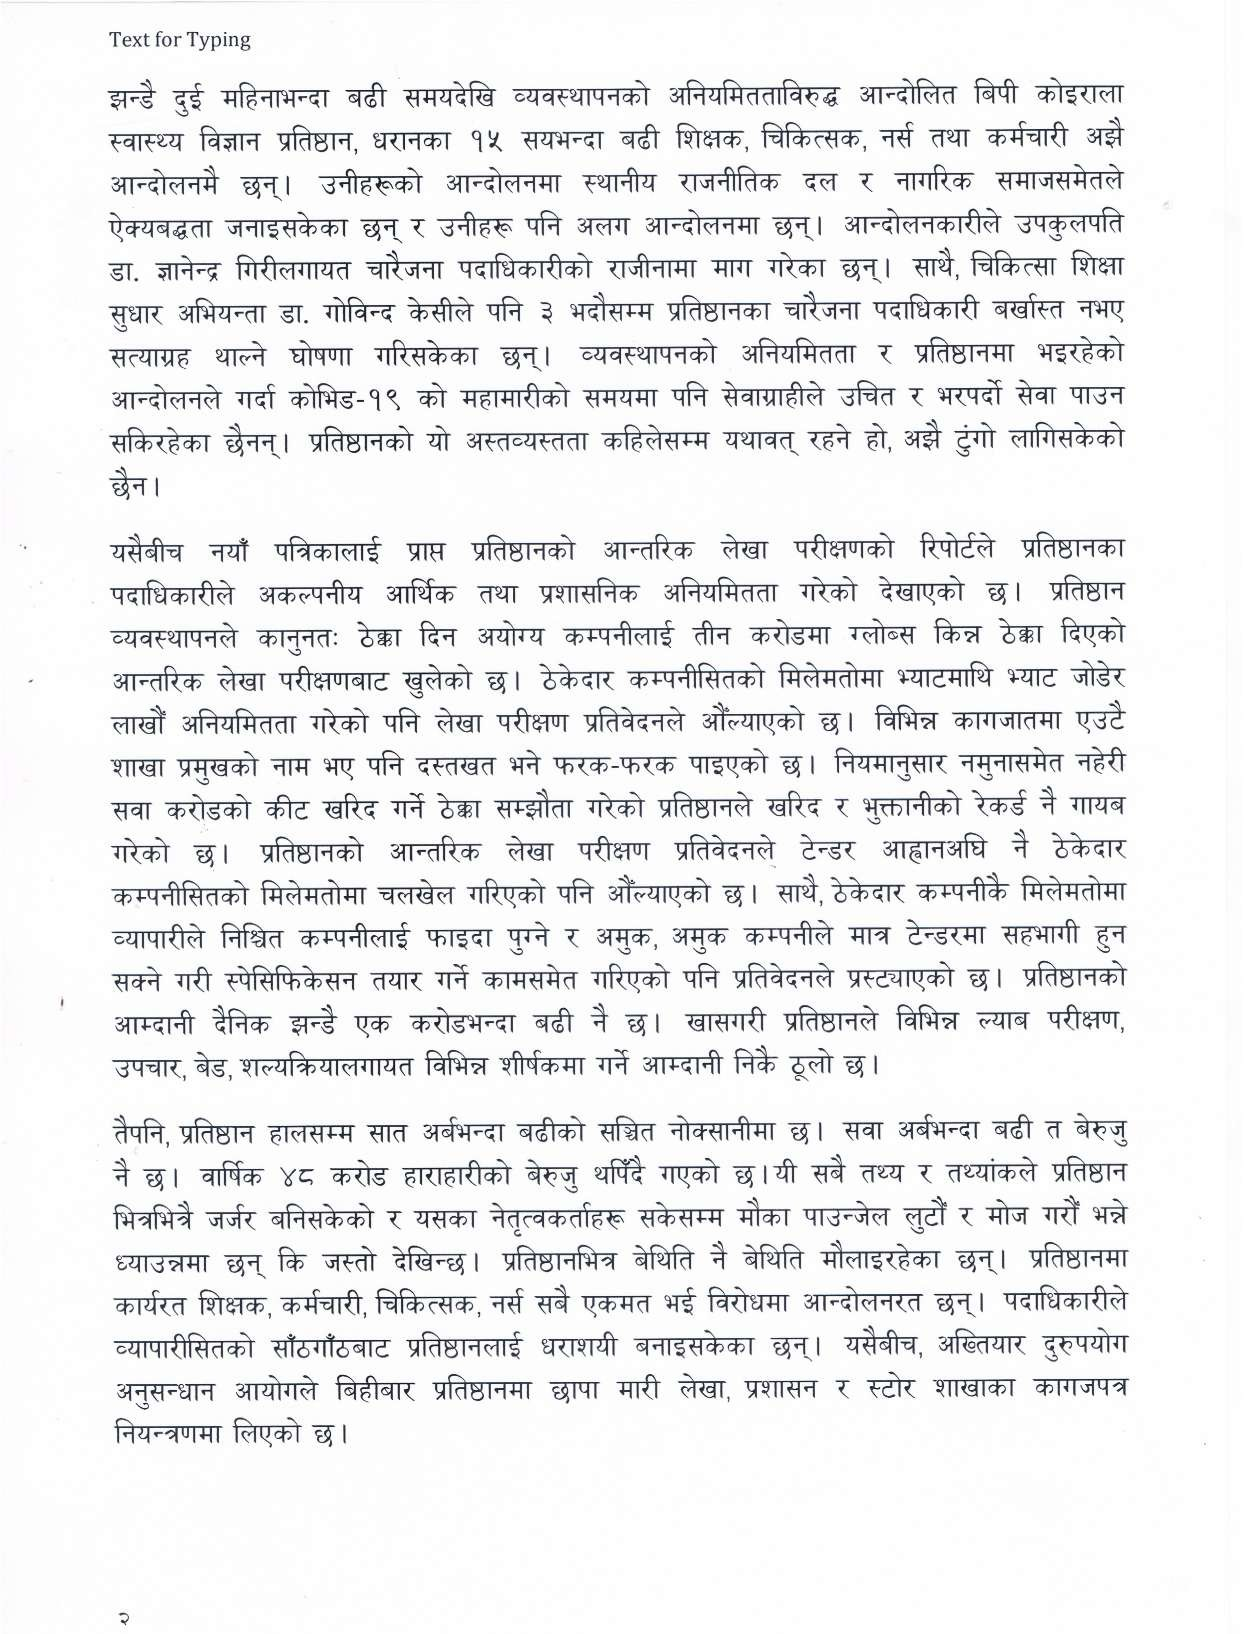 Text for Typing
झन्डै दुई महिनाभन्दा बढी समयदेखि व्यवस्थापनको अनियमितताविरुद्ध आन्दोलित बिपी कोइराला
स्वास्थ्य विज्ञान प्रतिष्ठान, धरानका १५ सयभन्दा बढी शिक्षक, चिकित्सक, नर्स तथा कर्मचारी अझै
आन्दोलनमै छन्। उनीहरूको आन्दोलनमा स्थानीय राजनीतिक दल र नागरिक समाजसमेतले
ऐक्यबद्धता जनाइसकेका छन् र उनीहरू पनि अलग आन्दोलनमा छन्। आन्दोलनकारीले उपकुलपति
डा. ज्ञानेन्द्र गिरीलगायत चारैजना पदाधिकारीको राजीनामा माग गरेका छन्। साथै, चिकित्सा शिक्षा
सुधार अभियन्ता डा. गोविन्द केसीले पनि ३ भदौसम्म प्रतिष्ठानका चारैजना पदाधिकारी बर्खास्त नभए
सत्याग्रह थाल्ने घोषणा गरिसकेका छन्। व्यवस्थापनको अनियमितता र प्रतिष्ठानमा भइरहेको
आन्दोलनले गर्दा कोभिड-१९ को महामारीको समयमा पनि सेवाग्राहीले उचित र भरपर्दो सेवा पाउन
सकिरहेका छैनन्। प्रतिष्ठानको यो अस्तव्यस्तता कहिलेसम्म यथावत् रहने हो, अझै टुंगो लागिसकेको
छैन।
यसैबीच नयाँ पत्रिकालाई प्राप्त प्रतिष्ठानको आन्तरिक लेखा परीक्षणको रिपोर्टले प्रतिष्ठानका
पदाधिकारीले अकल्पनीय आर्थिक तथा प्रशासनिक अनियमितता गरेको देखाएको छ। प्रतिष्ठान
व्यवस्थापनले कानुनतः ठेक्का दिन अयोग्य कम्पनीलाई तीन करोडमा ग्लोब्स किन्न ठेक्का दिएको
आन्तरिक लेखा परीक्षणबाट खुलेको छ। ठेकेदार कम्पनीसितको मिलेमतोमा भ्याटमाथि भ्याट जोडेर
लाखौँ अनियमितता गरेको पनि लेखा परीक्षण प्रतिवेदनले औँल्याएको छ। विभिन्न कागजातमा एउटै
शाखा प्रमुखको नाम भए पनि दस्तखत भने फरक-फरक पाइएको छ। नियमानुसार नमुनासमेत नहेरी
सवा करोडको कीट खरिद गर्ने ठेक्का सम्झौता गरेको प्रतिष्ठानले खरिद र भुक्तानीको रेकर्ड नै गायब
गरेको छ। प्रतिष्ठानको आन्तरिक लेखा परीक्षण प्रतिवेदनले टेन्डर आह्वानअघि नै ठेकेदार
कम्पनीसितको मिलेमतोमा चलखेल गरिएको पनि औँल्याएको छ। साथै, ठेकेदार कम्पनीकै मिलेमतोमा
व्यापारीले निश्चित कम्पनीलाई फाइदा पुग्ने र अमुक, अमुक कम्पनीले मात्र टेन्डरमा सहभागी हुन
सक्ने गरी स्पेसिफिकेसन तयार गर्ने कामसमेत गरिएको पनि प्रतिवेदनले प्रस्ट्याएको छ। प्रतिष्ठानको
आम्दानी दैनिक झन्डै एक करोडभन्दा बढी नै छ। खासगरी प्रतिष्ठानले विभिन्न ल्याब परीक्षण,
उपचार, बेड, शल्यक्रियालगायत विभिन्न शीर्षकमा गर्ने आम्दानी निकै ठूलो छ।
तैपनि, प्रतिष्ठान हालसम्म सात अर्बभन्दा बढीको सञ्चित नोक्सानीमा छ। सवा अर्बभन्दा बढी त बेरुजु
नै छ। वार्षिक ४८ करोड हाराहारीको बेरुजु थपिँदै गएको छ।यी सबै तथ्य र तथ्यांकले प्रतिष्ठान
भित्रभित्रै जर्जर बनिसकेको र यसका नेतृत्वकर्ताहरू सकेसम्म मौका पाउन्जेल लुटौँ र मोज गरौँ भन्ने
ध्याउन्नमा छन् कि जस्तो देखिन्छ। प्रतिष्ठानभित्र बेथिति नै बेथिति मौलाइरहेका छन्। प्रतिष्ठानमा
कार्यरत शिक्षक, कर्मचारी, चिकित्सक, नर्स सबै एकमत भई विरोधमा आन्दोलनरत छन्। पदाधिकारीले
व्यापारीसितको साँठगाँठबाट प्रतिष्ठानलाई धराशयी बनाइसकेका छन्। यसैबीच, अख्तियार दुरुपयोग
अनुसन्धान आयोगले बिहीबार प्रतिष्ठानमा छापा मारी लेखा, प्रशासन र स्टोर शाखाका कागजपत्र
नियन्त्रणमा लिएको छ।
२